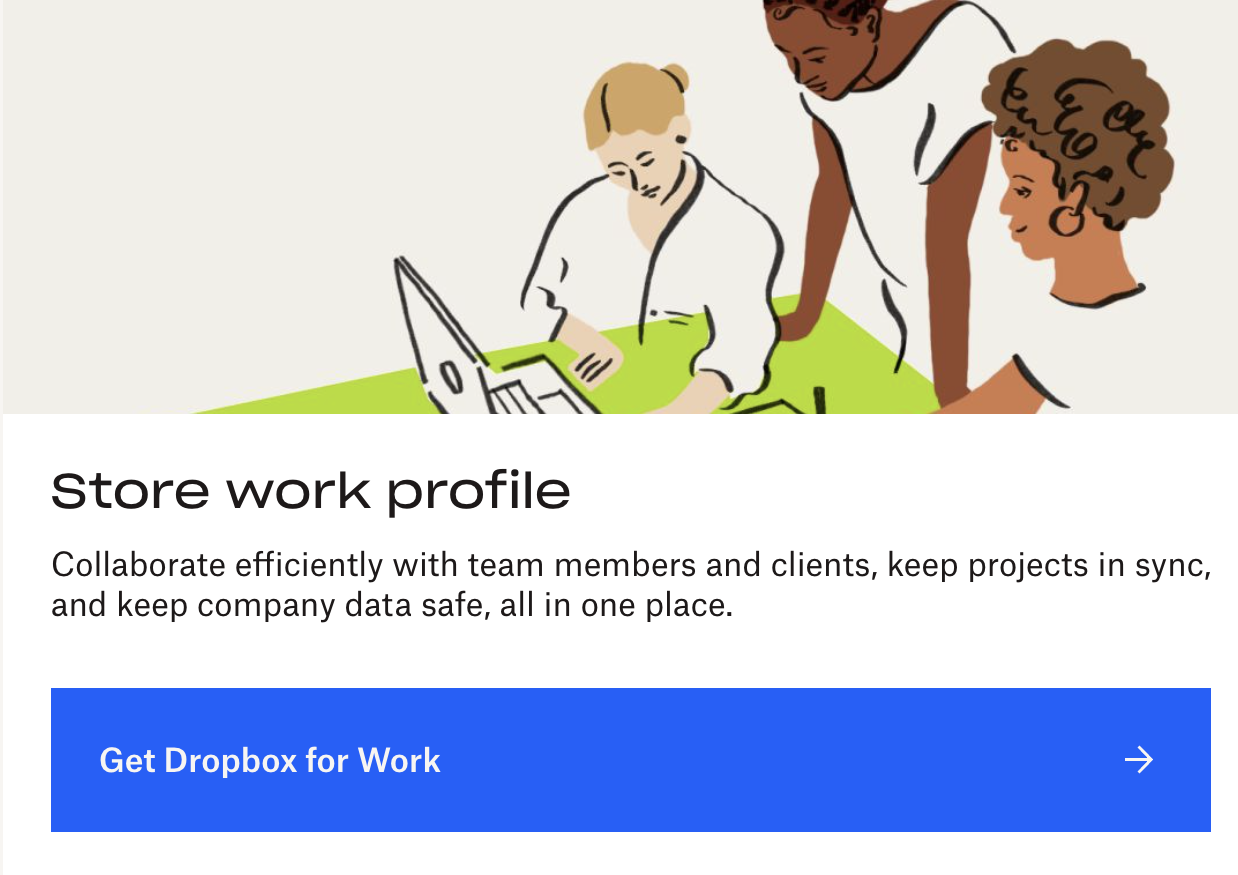 Store work profile
Collaborate efficiently with team members and clients, keep projects in sync,
and keep company data safe, all in one place.
Get Dropbox for Work